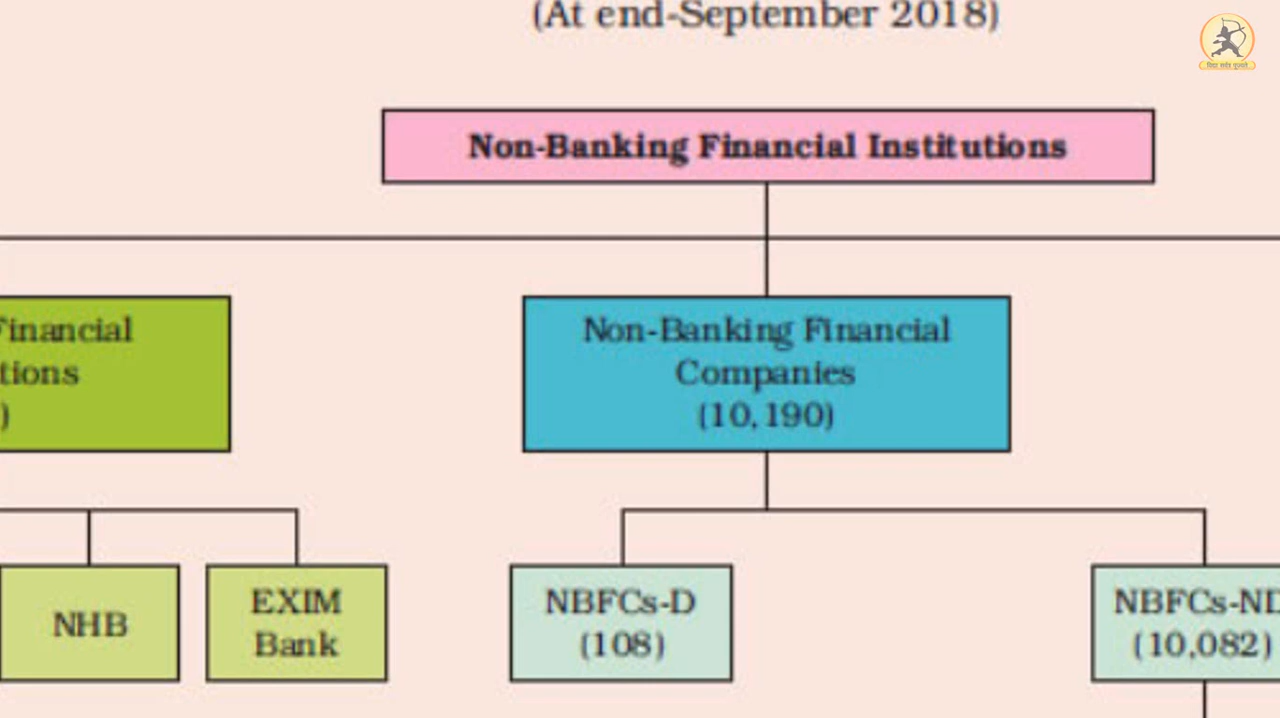 (At end-September 2018)
Non-Banking Financial Institutions
Financial
tions
)
Non-Banking Financial
Companies
(10,190)
NHB
EXIM
Bank
NBFCs-D
(108)
NBFCs-ND
(10,082)